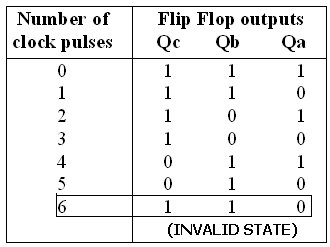 Number of clock pulses Flip Flop outputs
Qc Qb Qa
0 1 1 1
1 1 1 0
2 1 0 1
3 1 0 0
4 0 1 1
5 0 1 0
6 1 1 0
(INVALID STATE)